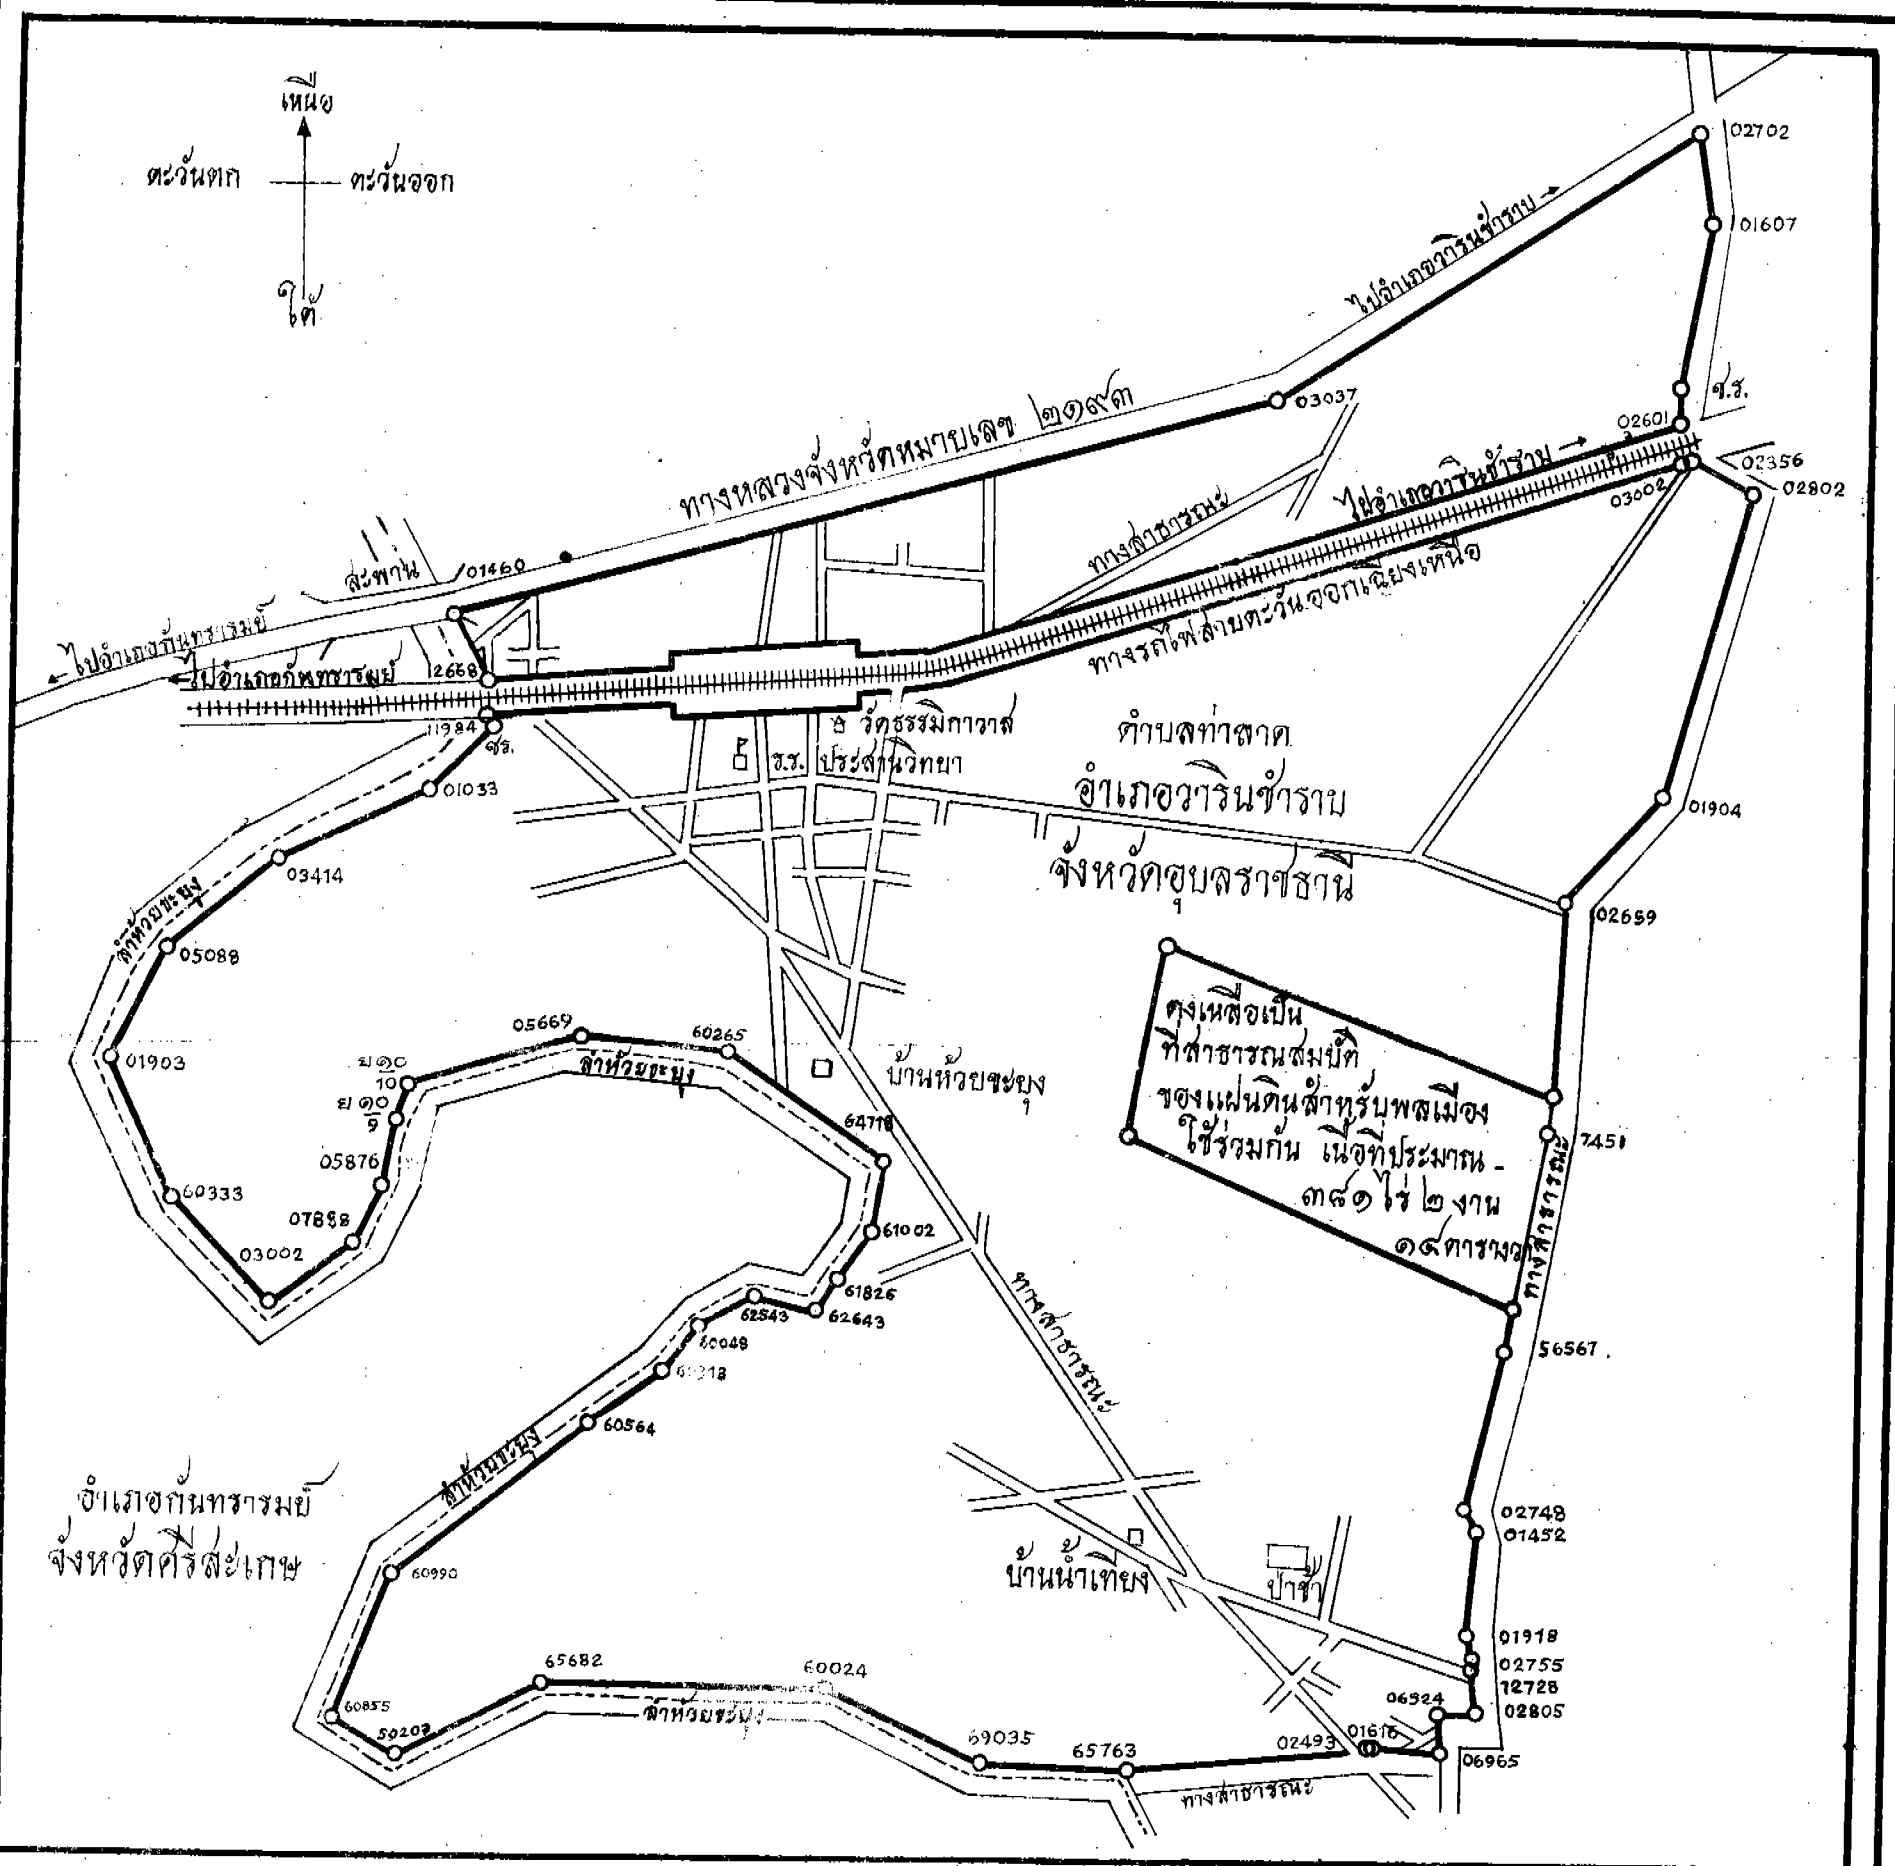 เหนือ
ตะวันตก
ตะวันออก
ใต้
02702
01607
ไปอำเภอวารินชำราบ
03037
ช.ร.
02601
ทางหลวงจังหวัดหมายเลข ๒๑๙๓
ไปอำเภอวารินชำราบ
02356
03002
02802
ทางสาธารณะ
สะพาน
01460
ทางรถไฟสายตะวันออกเฉียงเหนือ
ไปอำเภอกันทรารมย์
ไปอำเภอกันทรารมย์
12668
11984
ชร.
วัดธรรมิกาวาส
ร.ร. ประสานวิทยา
ตำบลท่าลาด
อำเภอวารินชำราบ
จังหวัดอุบลราชธานี
01033
01904
03414
ลำห้วยขะยุง
05088
02659
01903
05669
60265
ย ๑๐
10
ย ๑๐
9
ลำห้วยขะยุง
บ้านห้วยขะยุง
คงเหลือเป็น
ที่สาธารณสมบัติ
ของแผ่นดินสำหรับพลเมือง
ใช้ร่วมกัน เนื้อที่ประมาณ -
๓๘๑ ไร่ ๒ งาน
๑๘ ตารางวา
64718
7451
05876
60333
07888
61002
03002
61826
62543
62643
60048
ทางสาธารณะ
ทางสาธารณะ
56567
60564
ลำห้วยขะยุง
อำเภอกันทรารมย์
จังหวัดศรีสะเกษ
02748
01452
60990
บ้านน้ำเที่ยง
ป่าช้า
01918
02755
12728
65682
60024
60855
50207
ลำห้วยขะยุง
06924
02805
69035
65763
02493
01616
06965
ทางสาธารณะ